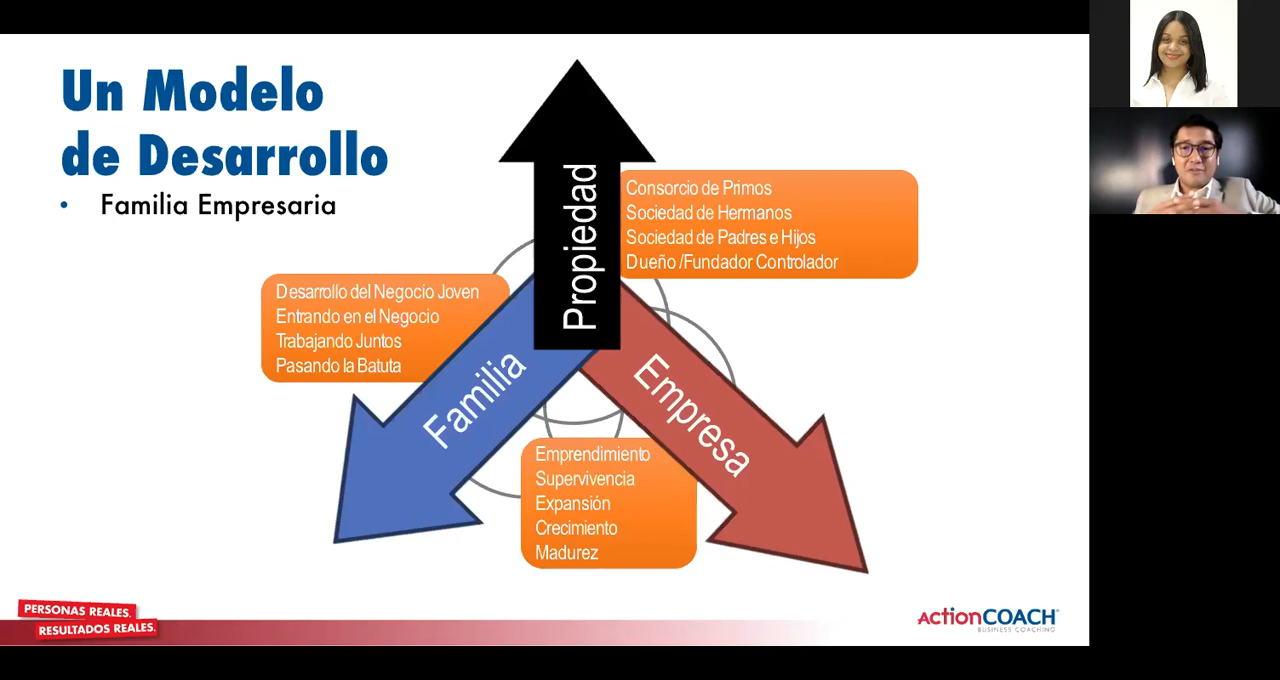 Un Modelo
de Desarrollo
• Familia Empresaria
Propiedad
Consorcio de Primos
Sociedad de Hermanos
Sociedad de Padres e Hijos
Dueño /Fundador Controlador
Desarrollo del Negocio Joven
Entrando en el Negocio
Trabajando Juntos
Pasando la Batuta
Familia
Empresa
Emprendimiento
Supervivencia
Expansión
Crecimiento
Madurez
PERSONAS REALES.
RESULTADOS REALES.
ActionCOACH
BUSINESS COACHING